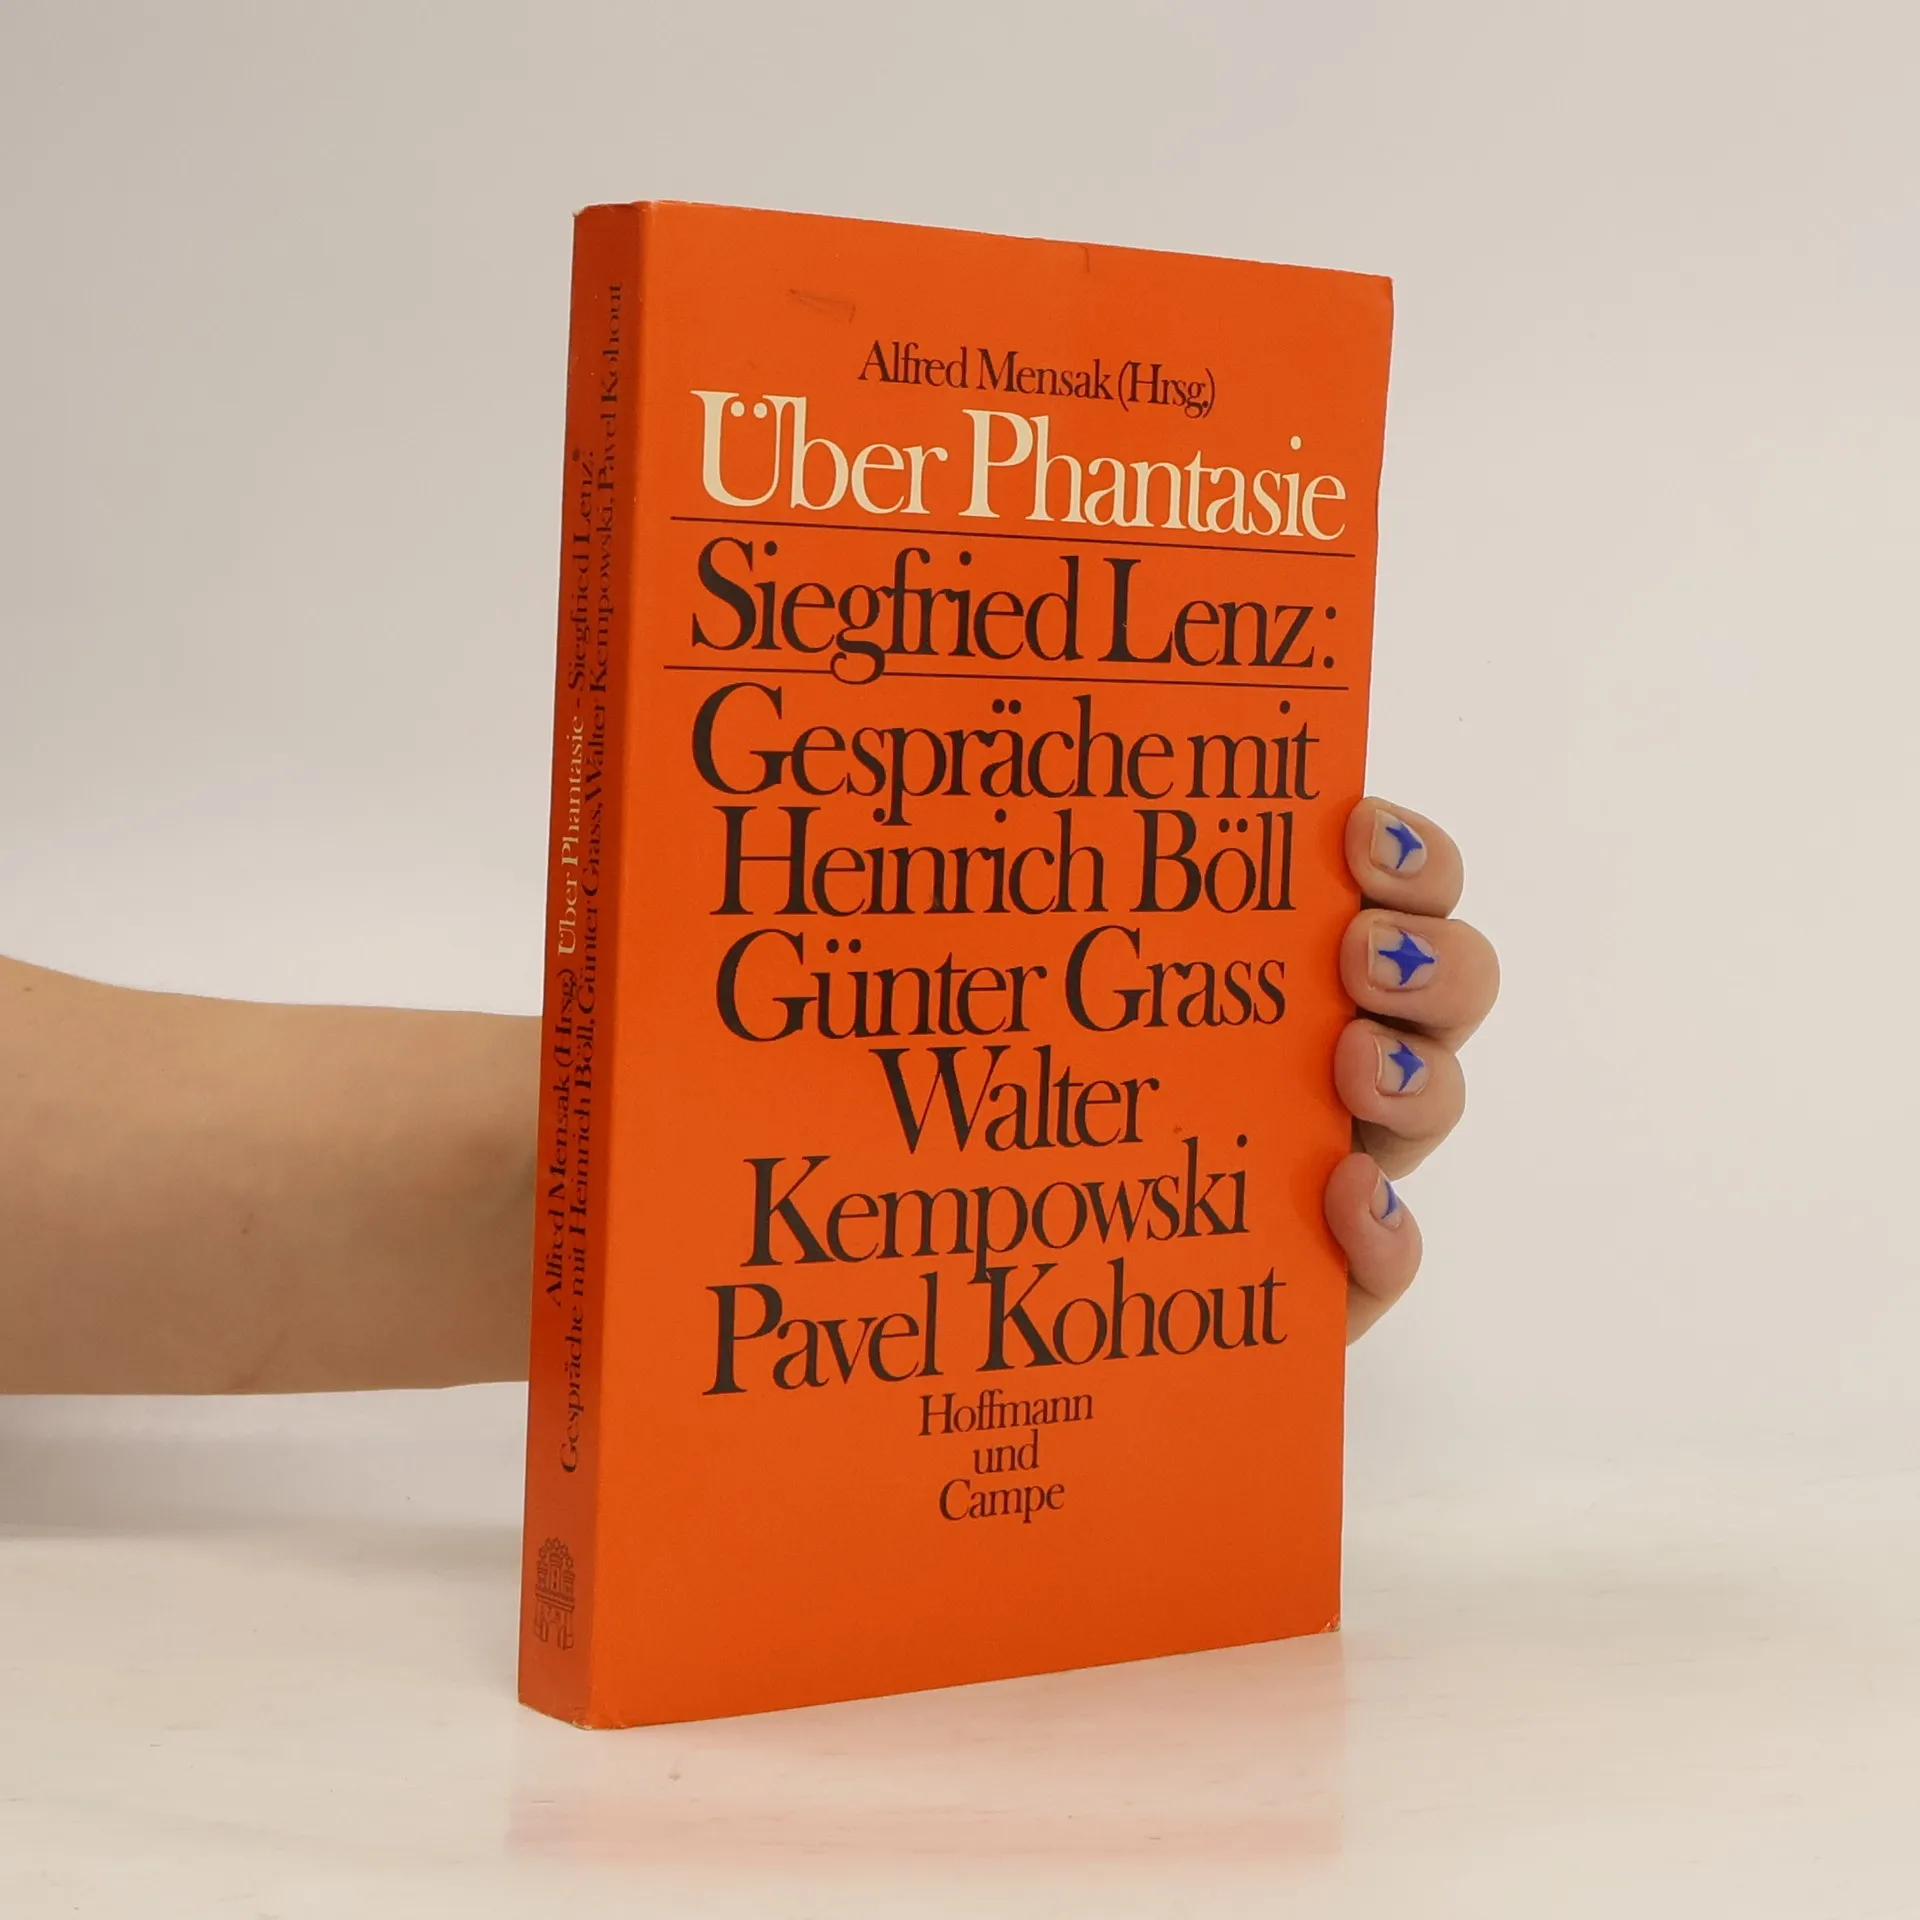 Alfred Mensak (Hrsg.)
Über Phantasie
Siegfried Lenz:
Gespräche mit
Heinrich Böll
Günter Grass
Walter
Kempowski
Pavel Kohout
Hoffmann
und
Campe
Alfred Mensak (Hrsg.) Über Phantasie - Siegfried Lenz:
Gespräche mit Heinrich Böll, Günter Grass, Walter Kempowski, Pavel Kohout